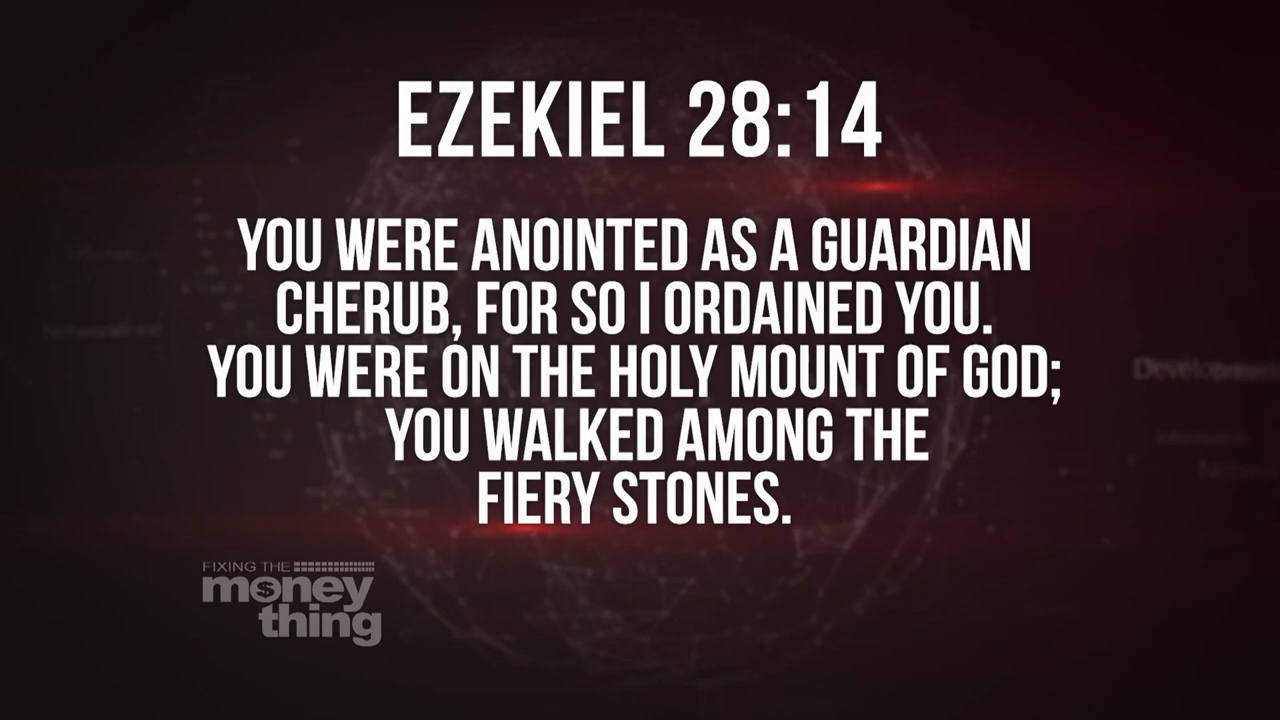 EZEKIEL 28:14
YOU WERE ANOINTED AS A GUARDIAN
CHERUB, FOR SO I ORDAINED YOU.
YOU WERE ON THE HOLY MOUNT OF GOD;
YOU WALKED AMONG THE
FIERY STONES.
FIXING THE
money
thing